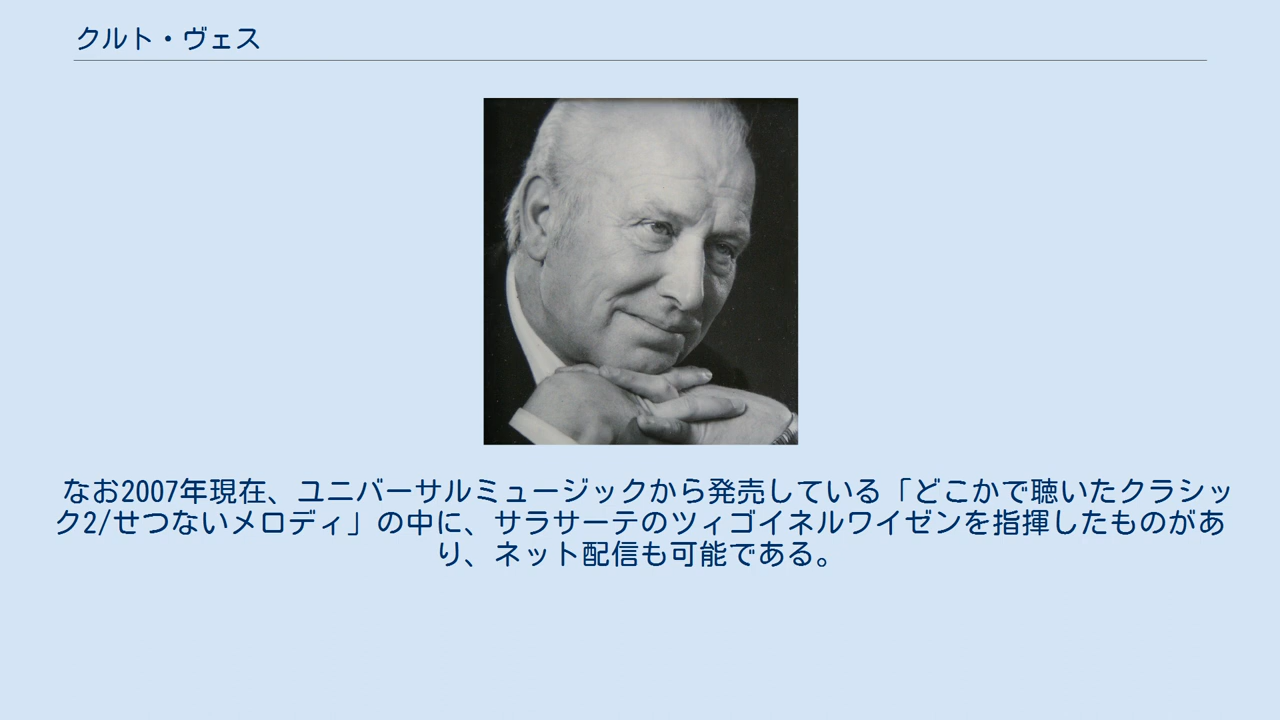 クルト・ヴェス
なお2007年現在、ユニバーサルミュージックから発売している「どこかで聴いたクラシッ
ク2/せつないメロディ」の中に、サラサーテのツィゴイネルワイゼンを指揮したものがあ
り、ネット配信も可能である。